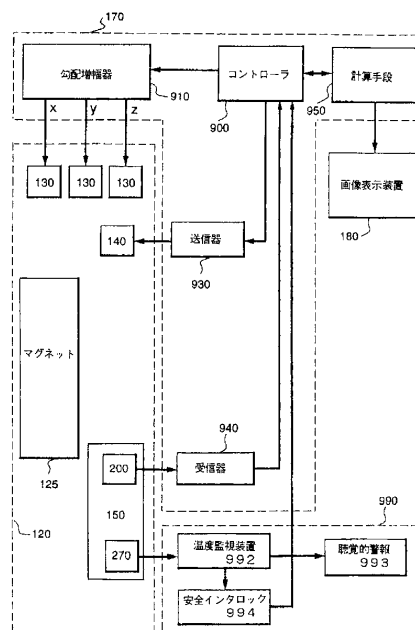 170
勾配増幅器
910
コントローラ
900
計算手段
950
x y z
130 130 130
画像表示装置
180
140
送信器
930
マグネット
125
940
受信器
200
150
270
120
990
温度監視装置
992
聴覚的警報
993
安全インタロック
994